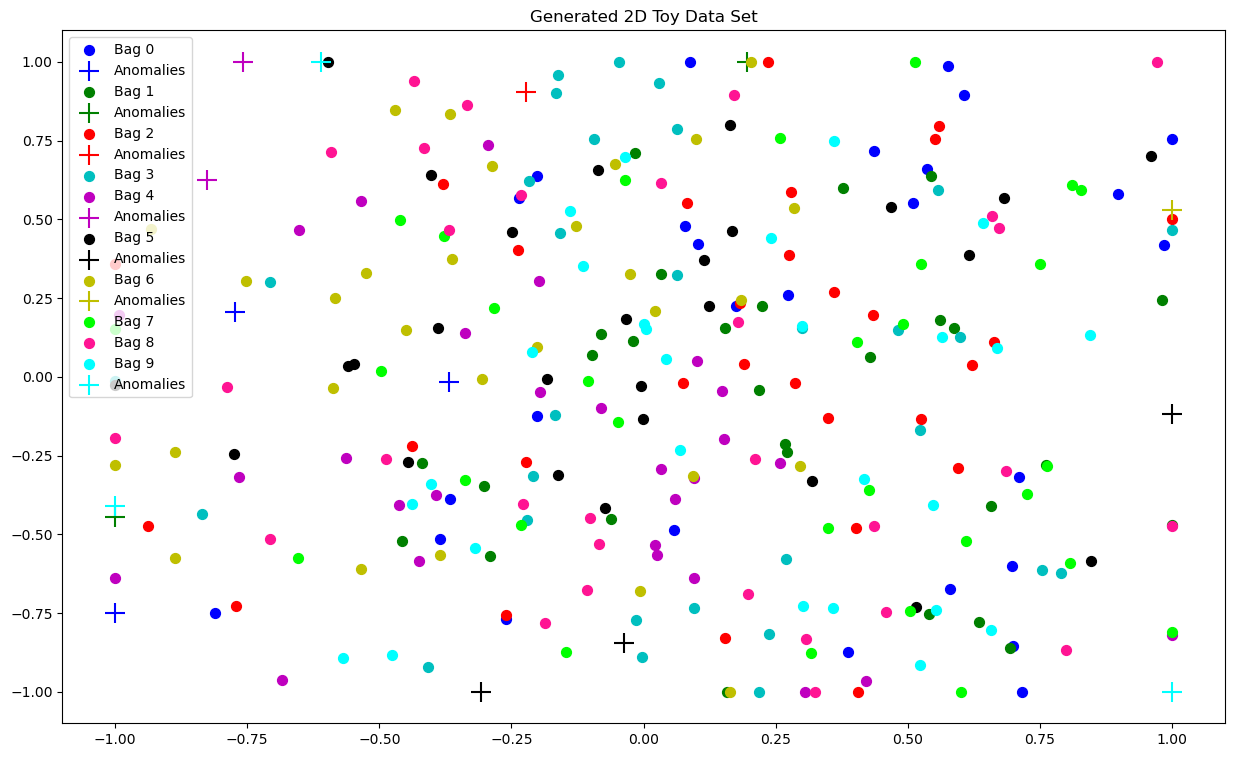 Generated 2D Toy Data Set
Bag 0
Anomalies
Bag 1
Anomalies
Bag 2
Anomalies
Bag 3
Bag 4
Anomalies
Bag 5
Anomalies
Bag 6
Anomalies
Bag 7
Bag 8
Bag 9
Anomalies
1.00
0.75
0.50
0.25
0.00
−0.25
−0.50
−0.75
−1.00
−1.00 −0.75 −0.50 −0.25 0.00 0.25 0.50 0.75 1.00